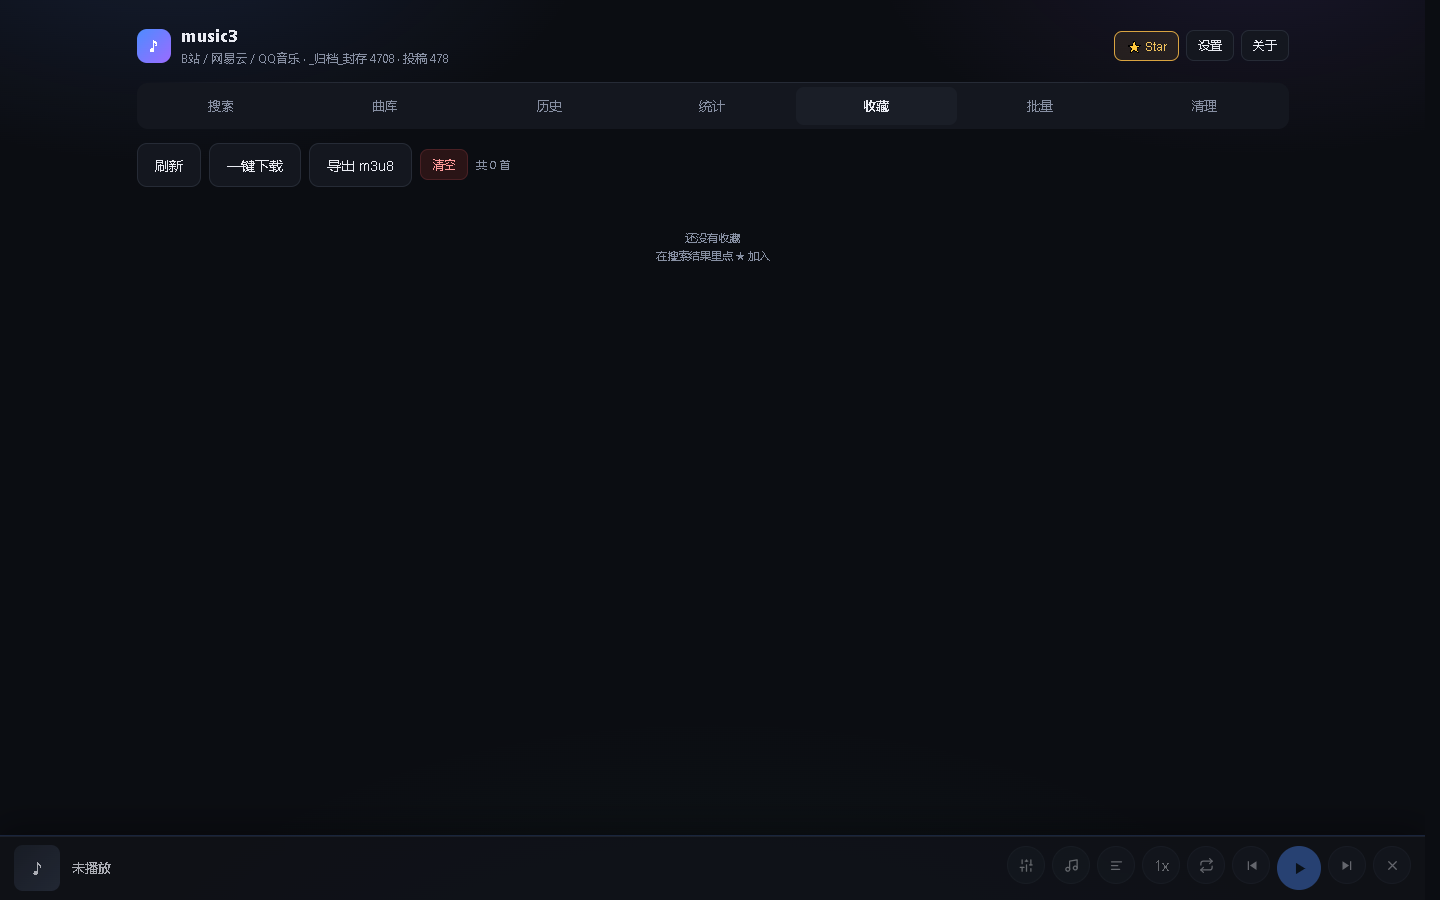 music3
B站 / 网易云 / QQ音乐 · _归档_封存 4708 · 投稿 478
★ Star
设置
关于
搜索
曲库
历史
统计
收藏
批量
清理
刷新
一键下载
导出 m3u8
清空
共 0 首
还没有收藏
在搜索结果里点 ★ 加入
未播放
1x